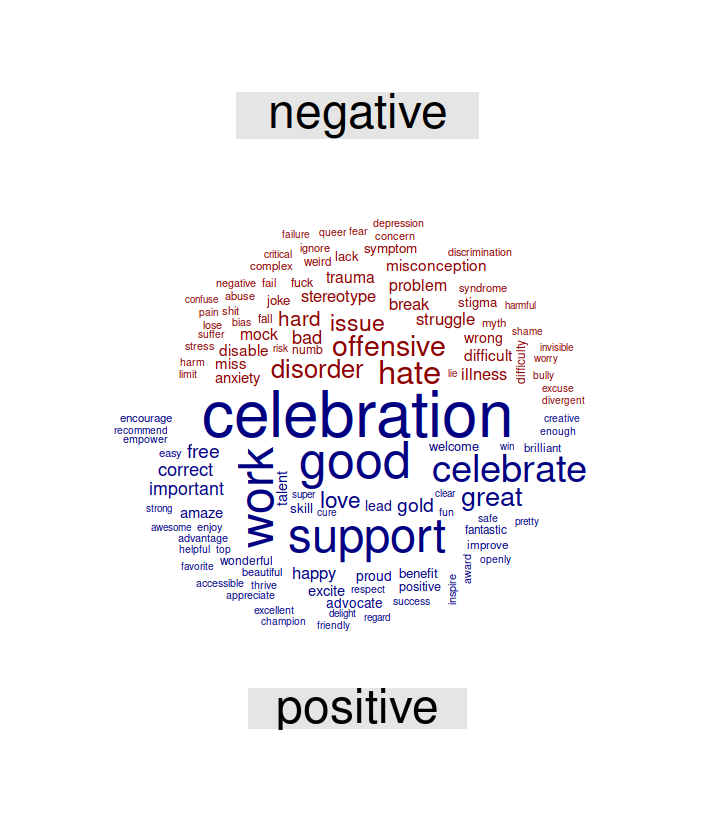 negative
depression
failure queer fear
concern
ignore lack symptom
critical discrimination
complex weird misconception
negative fail fuck trauma problem syndrome
confuse abuse joke stereotype break stigma harmful
pain shit
lose bias fall hard issue struggle myth
suffer mock bad wrong shame
stress disable risk numb offensive difficult difficulty invisible
worry
harm miss disorder hate lie illness bully
limit anxiety
excuse
divergent
celebration
encourage creative
recommend enough
empower
easy free work good welcome win brilliant
correct talent celebrate
important super love lead gold clear great
strong amaze skill cure fun safe pretty
awesome enjoy support fantastic
advantage improve
helpful top openly
favorite wonderful award
beautiful happy excite proud benefit
accessible thrive respect positive inspire
appreciate advocate success
excellent delight regard
champion friendly
positive